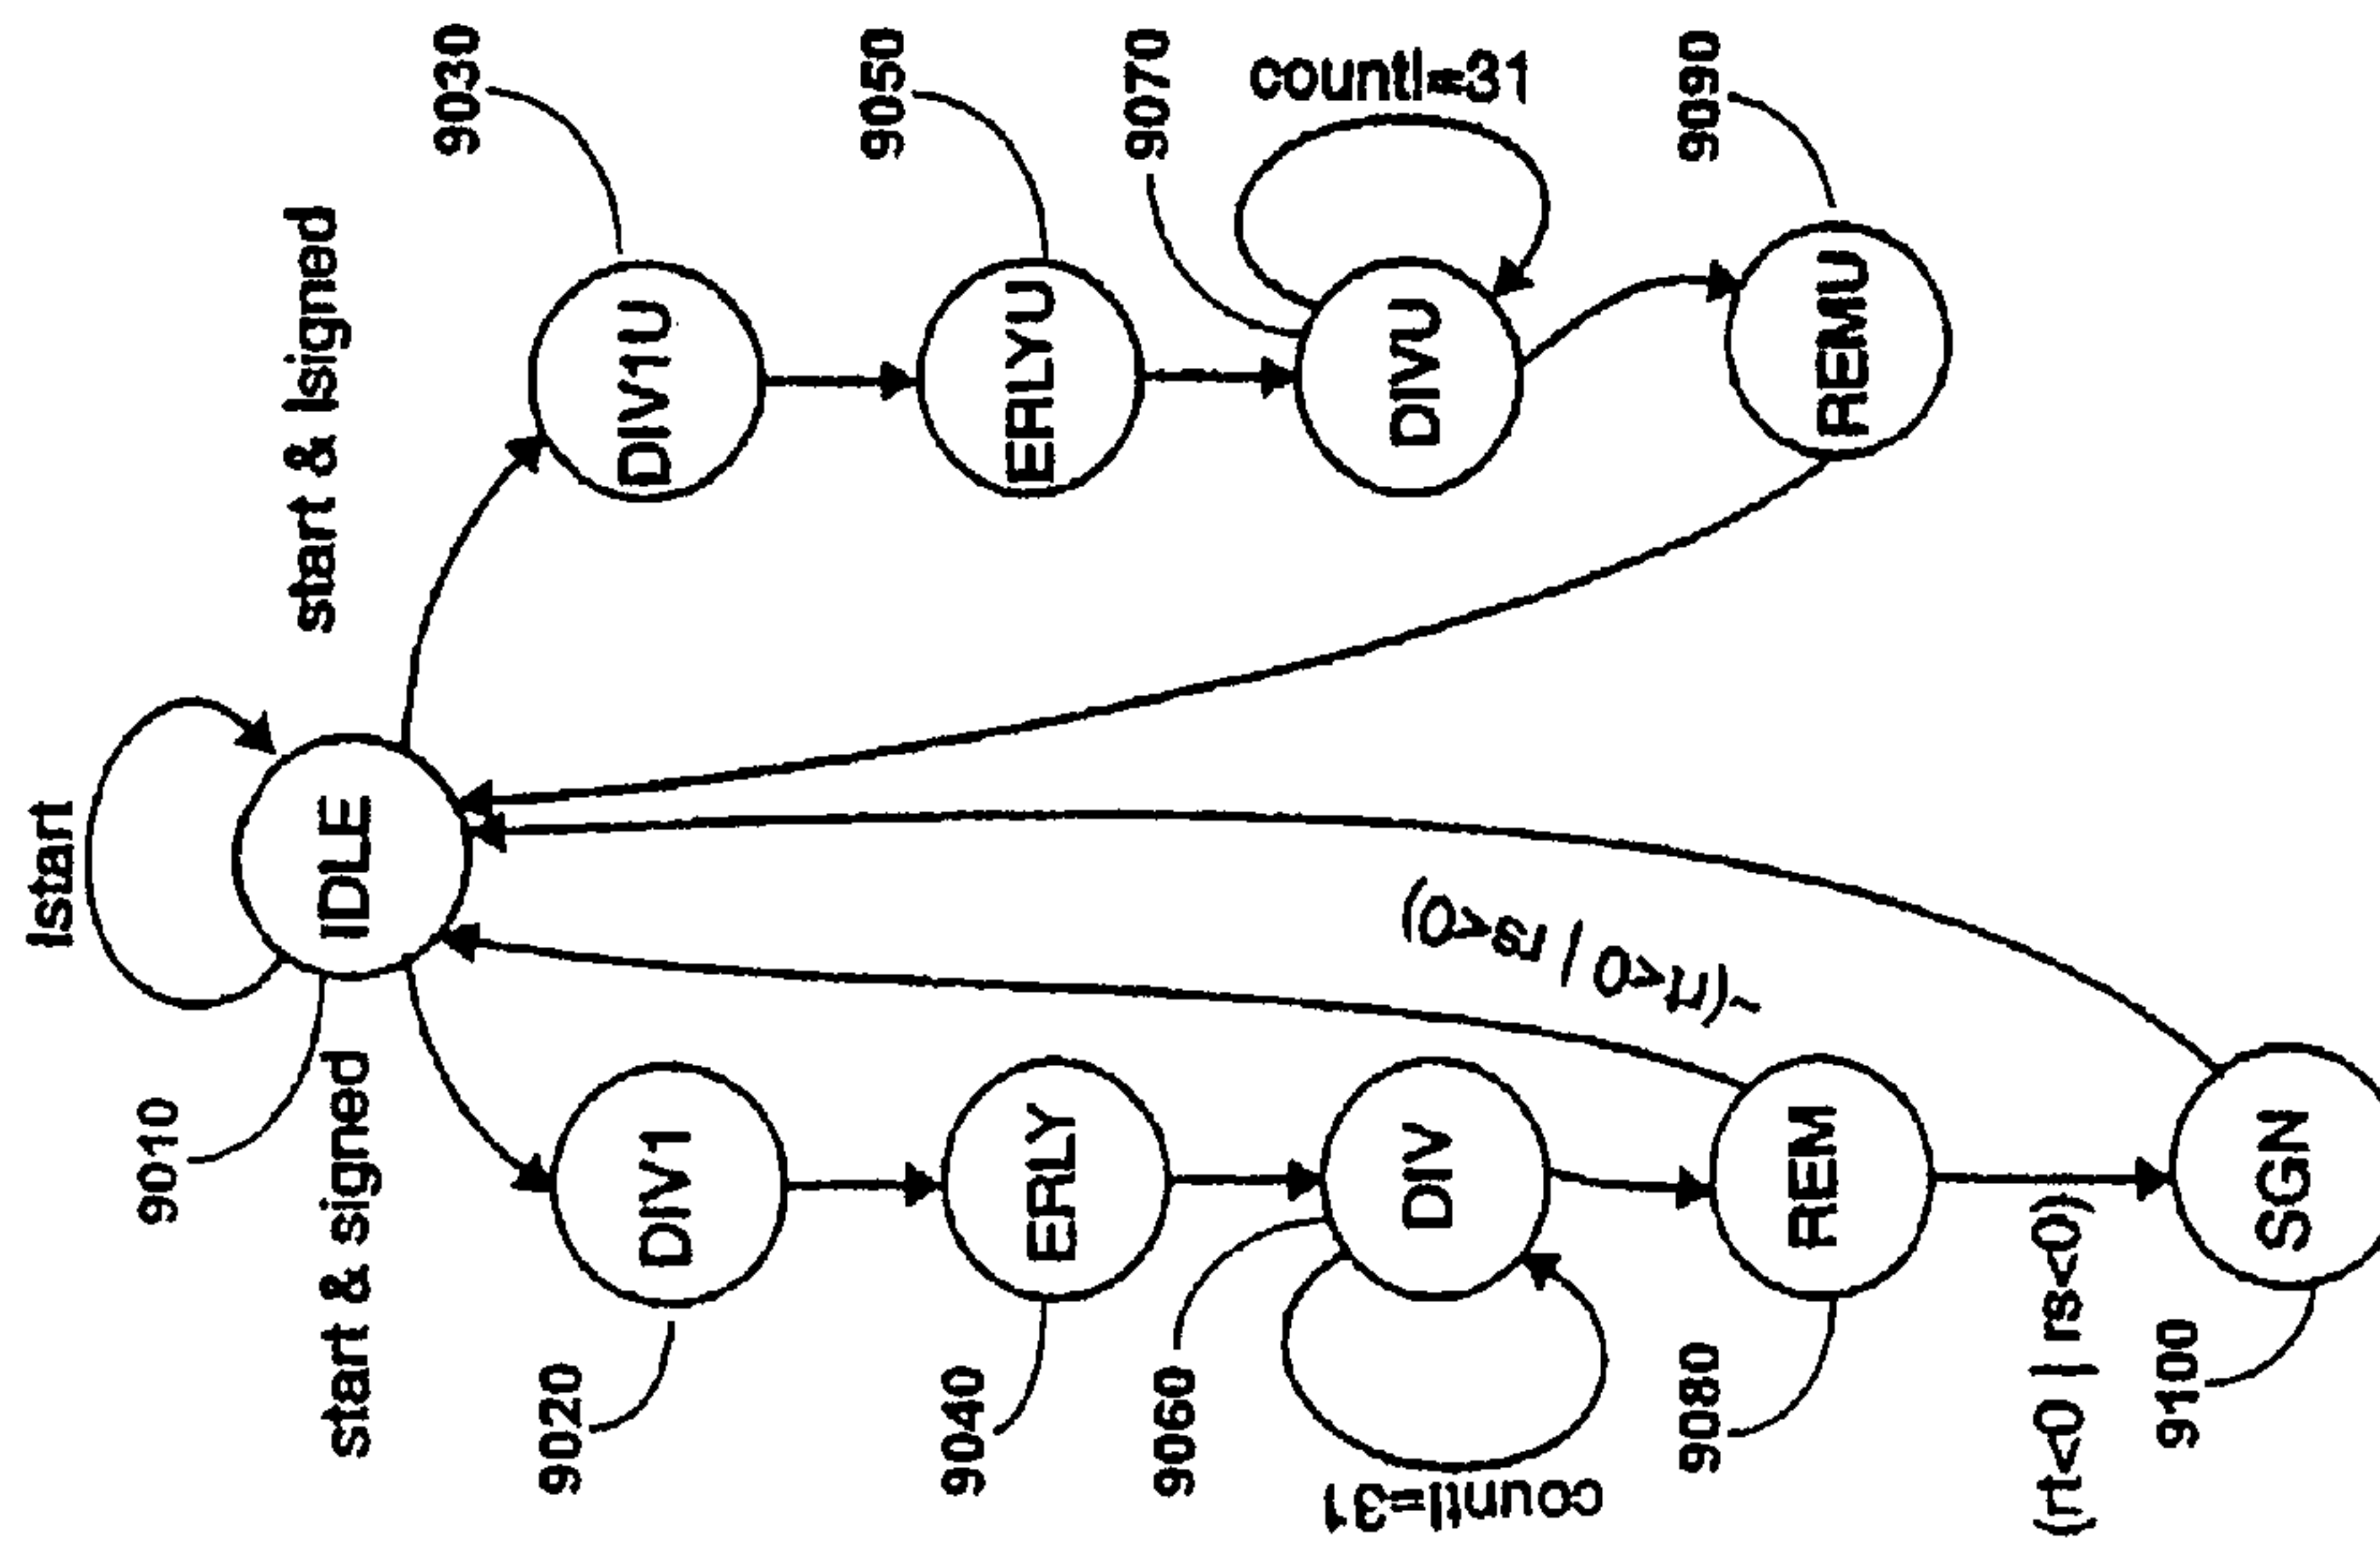 !start
9010
IDLE
start & signed
start & !signed
9020
DIV1
DIV1U
9030
9040
ERLY
ERLYU
9050
9060
DIV
DIVU
9070
count!=31
count!=31
9080
REM
REMU
9090
~(rt<0 | rs<0)
(rt<0 | rs<0)
9100
SGN